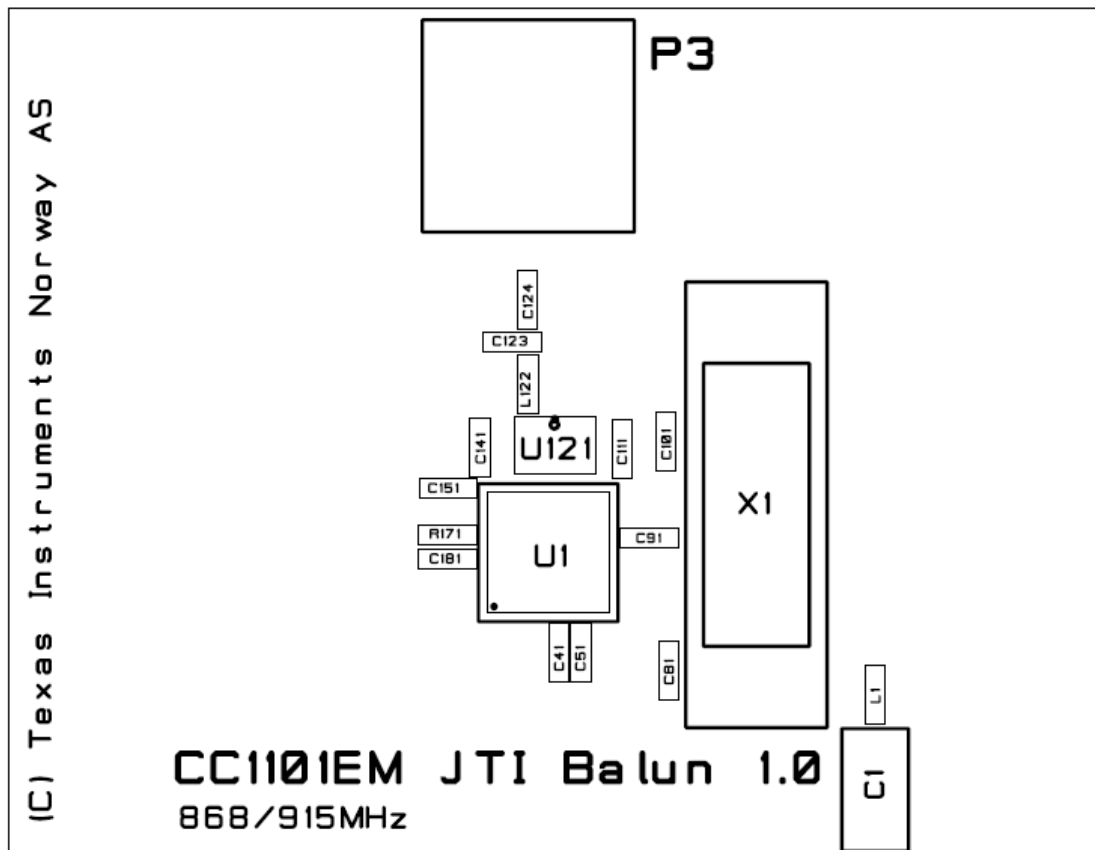 P3
(C) Texas Instruments Norway AS
C124
C123
L122
C141
U121
C111
C101
C151
X1
R171
U1
C91
C181
C41
C51
C81
L1
CC1101EM JTI Balun 1.0
C1
868/915MHz